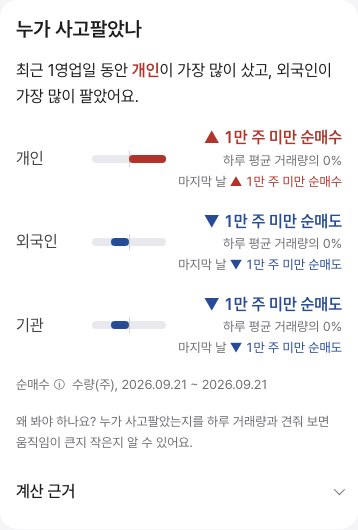 누가 사고팔았나
최근 1영업일 동안 개인이 가장 많이 샀고, 외국인이
가장 많이 팔았어요.
개인
▲ 1만 주 미만 순매수
하루 평균 거래량의 0%
마지막 날 ▲ 1만 주 미만 순매수
외국인
▼ 1만 주 미만 순매도
하루 평균 거래량의 0%
마지막 날 ▼ 1만 주 미만 순매도
기관
▼ 1만 주 미만 순매도
하루 평균 거래량의 0%
마지막 날 ▼ 1만 주 미만 순매도
순매수 ⓘ 수량(주), 2026.09.21 ~ 2026.09.21
왜 봐야 하나요? 누가 사고팔았는지를 하루 거래량과 견줘 보면
움직임이 큰지 작은지 알 수 있어요.
계산 근거